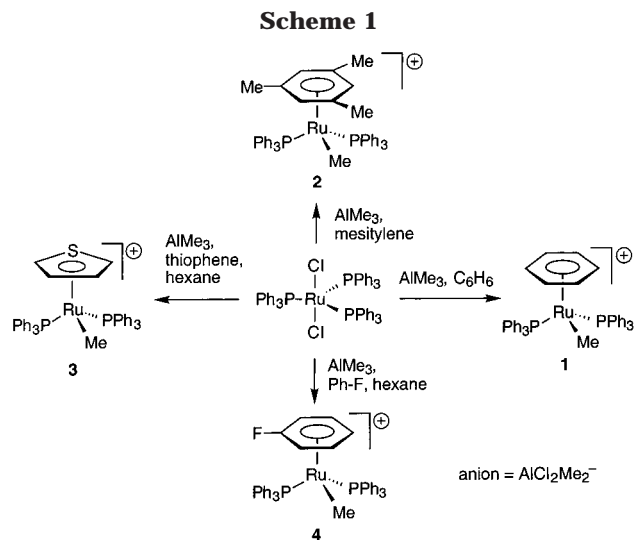 Scheme 1
Me
Me
Me
Ru
Ph₃P
PPh₃
Me
2
⊕
AlMe₃,
mesitylene
S
⊕
Ru
Ph₃P
PPh₃
Me
3
AlMe₃,
thiophene,
hexane
Cl
PPh₃
Ph₃P-Ru
PPh₃
Cl
AlMe₃, C6H6
⊕
Ru
Ph₃P
PPh₃
Me
1
AlMe₃,
Ph-F, hexane
F
⊕
Ru
Ph₃P
PPh₃
Me
4
anion = AlCl₂Me₂⁻